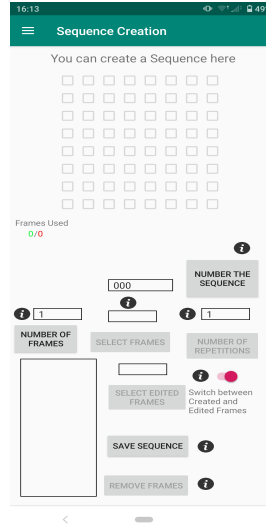 16:13
49
Sequence Creation
You can create a Sequence here
Frames Used
0/0
NUMBER THE
SEQUENCE
000
1
1
NUMBER OF
FRAMES
SELECT FRAMES
NUMBER OF
REPETITIONS
SELECT EDITED
FRAMES
Switch between
Created and
Edited Frames
SAVE SEQUENCE
REMOVE FRAMES